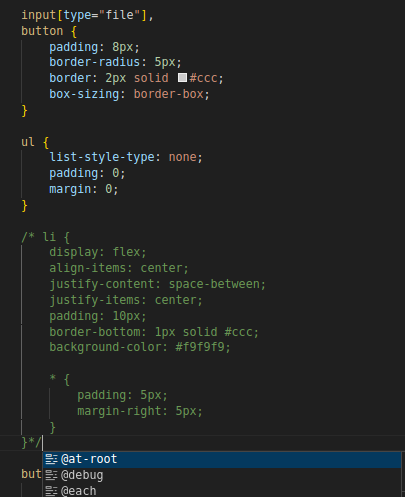 input[type="file"],
button {
    padding: 8px;
    border-radius: 5px;
    border: 2px solid #ccc;
    box-sizing: border-box;
}

ul {
    list-style-type: none;
    padding: 0;
    margin: 0;
}

/* li {
    display: flex;
    align-items: center;
    justify-content: space-between;
    justify-items: center;
    padding: 10px;
    border-bottom: 1px solid #ccc;
    background-color: #f9f9f9;

    * {
        padding: 5px;
        margin-right: 5px;
    }
}*/
@at-root
but
@debug
@each